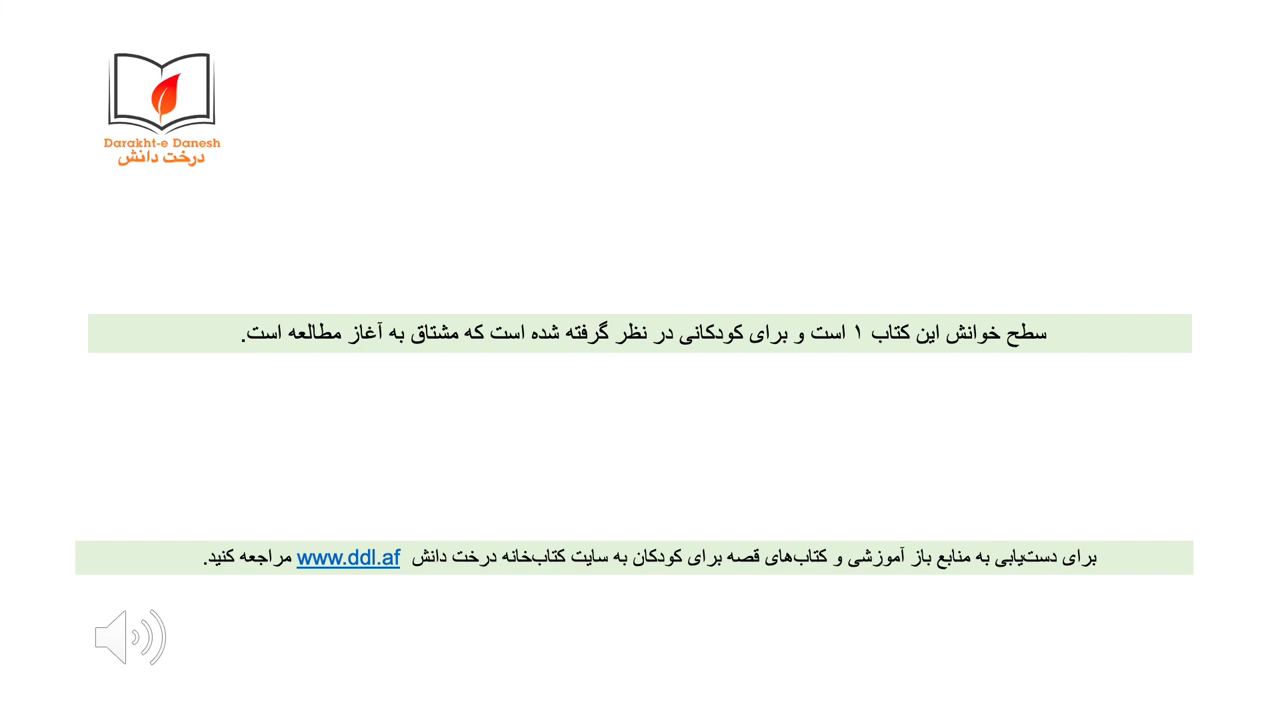 Darakht-e Danesh
درخت دانش
سطح خوانش این کتاب ۱ است و برای کودکانی در نظر گرفته شده است که مشتاق به آغاز مطالعه است.
برای دست‌یابی به منابع باز آموزشی و کتاب‌های قصه برای کودکان به سایت کتاب‌خانه درخت دانش www.ddl.af مراجعه کنید.